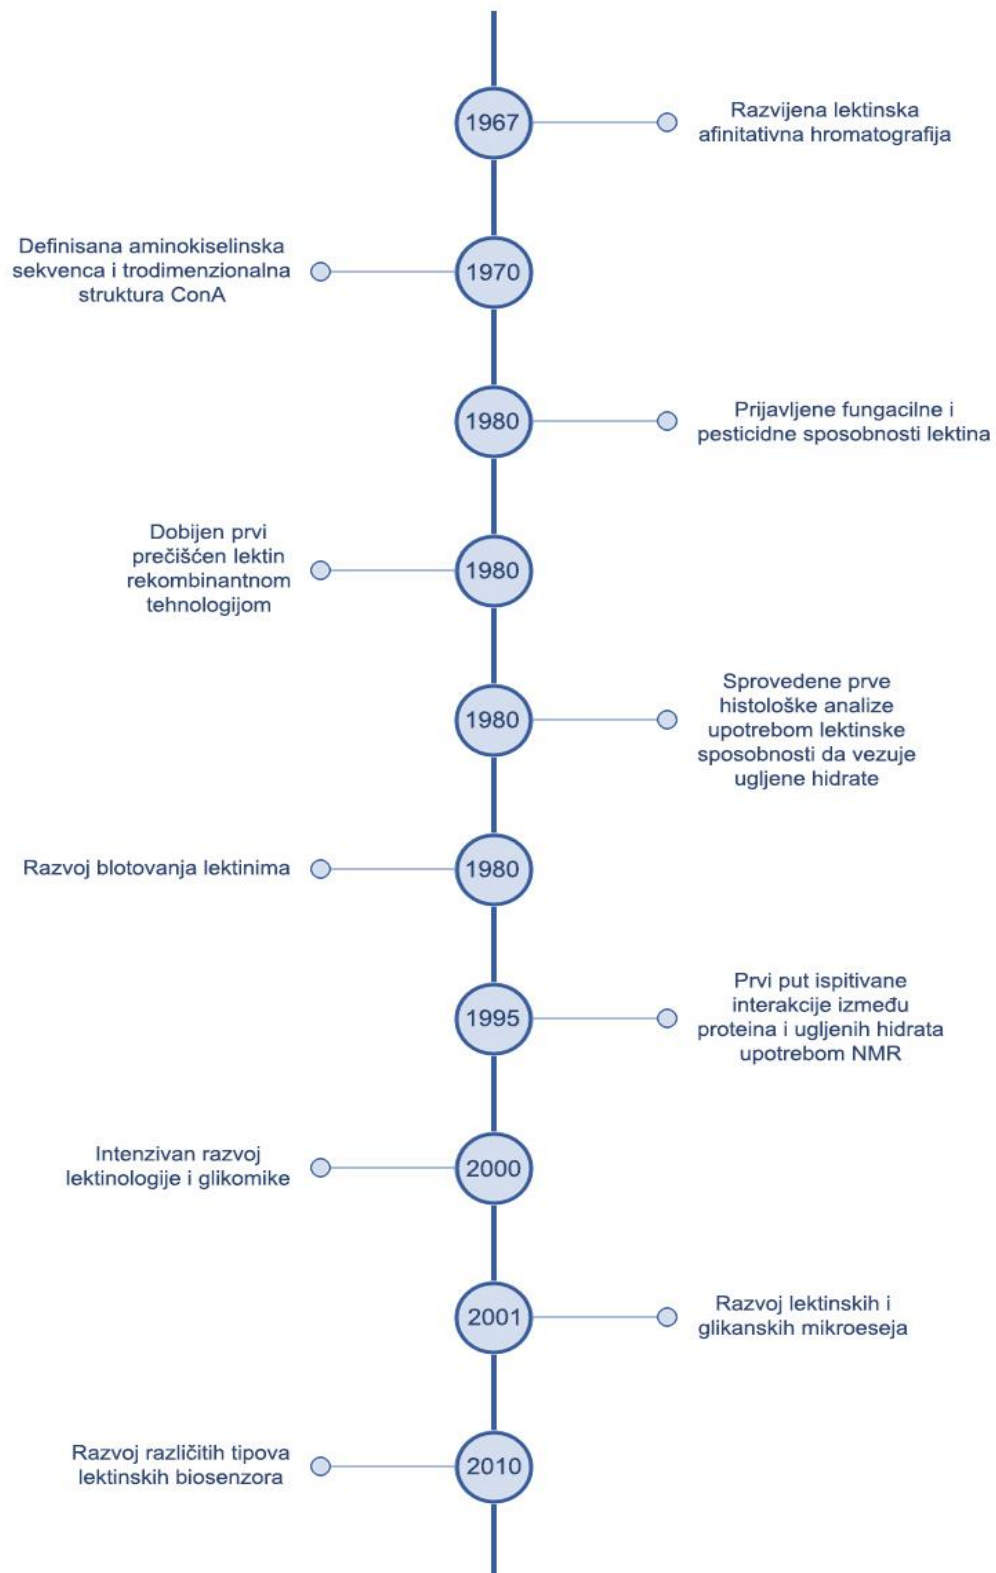 1967
Razvijena lektinska
afinitativna hromatografija
Definisana aminokiselinska
sekvenca i trodimenzionalna
struktura ConA
1970
1980
Prijavljene fungacilne i
pesticidne sposobnosti lektina
Dobijen prvi
prečišćen lektin
rekombinantnom
tehnologijom
1980
1980
Sprovedene prve
histološke analize
upotrebom lektinske
sposobnosti da vezuje
ugljene hidrate
Razvoj blotovanja lektinima
1980
1995
Prvi put ispitivane
interakcije između
proteina i ugljenih hidrata
upotrebom NMR
Intenzivan razvoj
lektinologije i glikomike
2000
2001
Razvoj lektinskih i
glikanskih mikroeseja
Razvoj različitih tipova
lektinskih biosenzora
2010